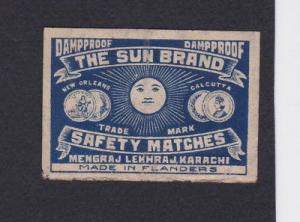 DAMPPROOF DAMPPROOF
THE SUN BRAND
NEW ORLEANS CALCUTTA
TRADE MARK
SAFETY MATCHES
MENGRAJ LEKHRAJ, KARACHI
MADE IN FLANDERS